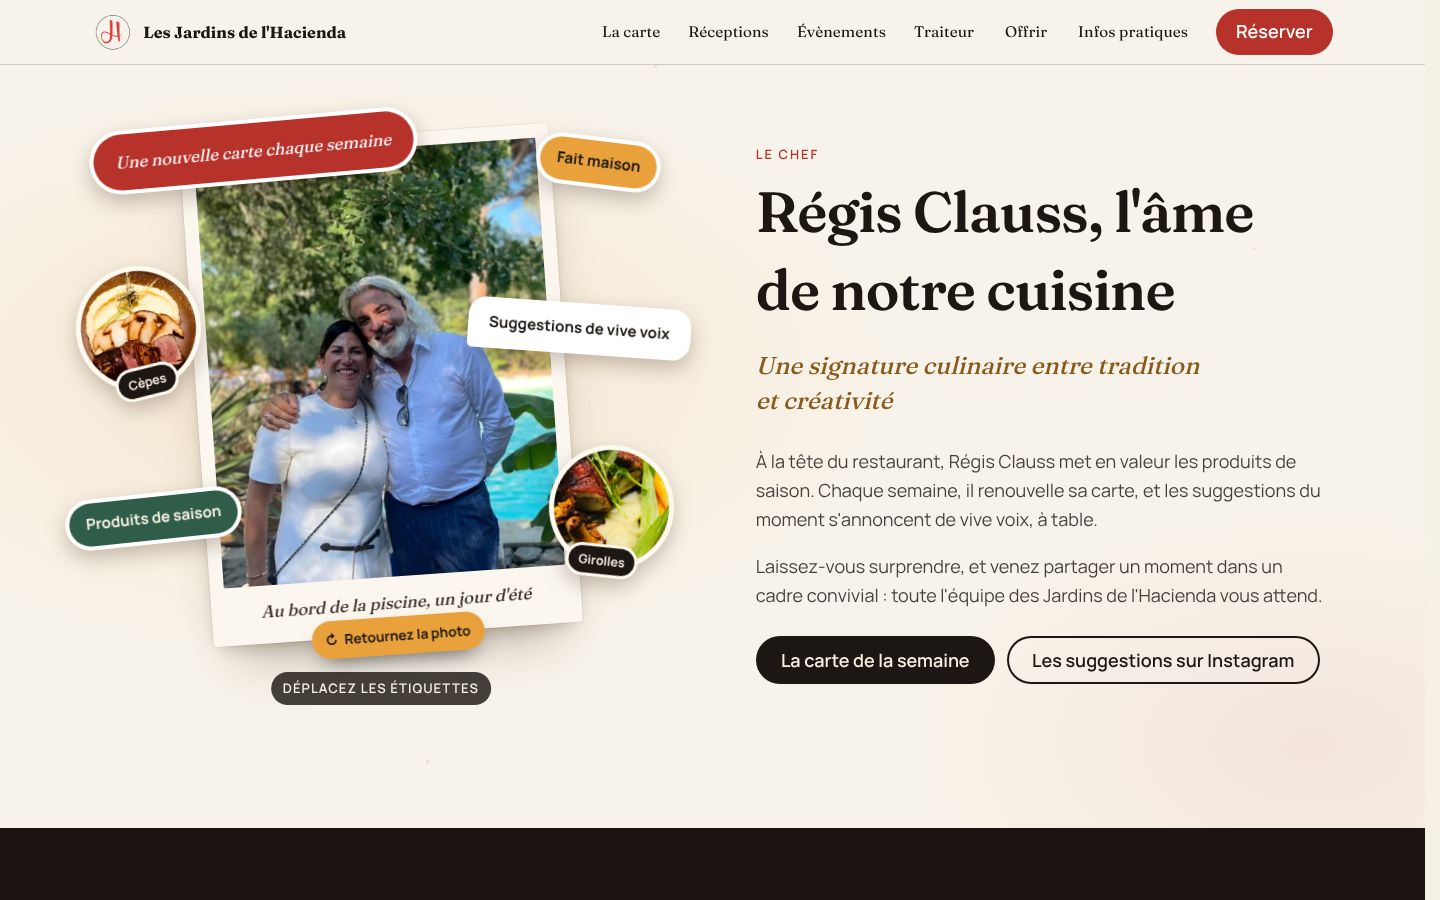 Les Jardins de l'Hacienda
La carte
Réceptions
Évènements
Traiteur
Offrir
Infos pratiques
Réserver
Une nouvelle carte chaque semaine
Fait maison
Cèpes
Suggestions de vive voix
Produits de saison
Girolles
Au bord de la piscine, un jour d'été
↻ Retournez la photo
DÉPLACEZ LES ÉTIQUETTES
LE CHEF
Régis Clauss, l'âme
de notre cuisine
Une signature culinaire entre tradition
et créativité
À la tête du restaurant, Régis Clauss met en valeur les produits de
saison. Chaque semaine, il renouvelle sa carte, et les suggestions du
moment s'annoncent de vive voix, à table.
Laissez-vous surprendre, et venez partager un moment dans un
cadre convivial : toute l'équipe des Jardins de l'Hacienda vous attend.
La carte de la semaine
Les suggestions sur Instagram